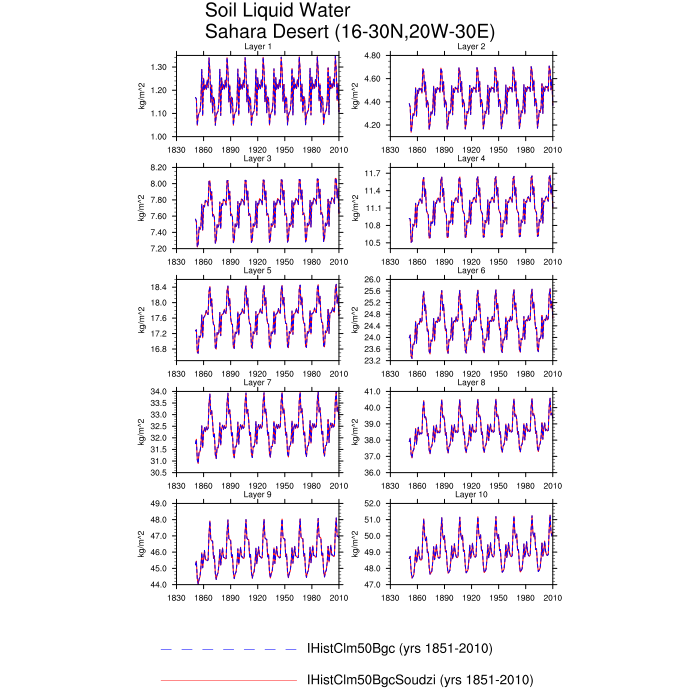 Soil Liquid Water
Sahara Desert (16-30N,20W-30E)
Layer 1
kg/m^2
1.30
1.20
1.10
1.00
1830 1860 1890 1920 1950 1980 2010
Layer 2
kg/m^2
4.80
4.60
4.40
4.20
1830 1860 1890 1920 1950 1980 2010
Layer 3
kg/m^2
8.20
8.00
7.80
7.60
7.40
7.20
1830 1860 1890 1920 1950 1980 2010
Layer 4
kg/m^2
11.7
11.4
11.1
10.8
10.5
1830 1860 1890 1920 1950 1980 2010
Layer 5
kg/m^2
18.4
18.0
17.6
17.2
16.8
1830 1860 1890 1920 1950 1980 2010
Layer 6
kg/m^2
26.0
25.6
25.2
24.8
24.4
24.0
23.6
23.2
1830 1860 1890 1920 1950 1980 2010
Layer 7
kg/m^2
34.0
33.5
33.0
32.5
32.0
31.5
31.0
30.5
1830 1860 1890 1920 1950 1980 2010
Layer 8
kg/m^2
41.0
40.0
39.0
38.0
37.0
36.0
1830 1860 1890 1920 1950 1980 2010
Layer 9
kg/m^2
49.0
48.0
47.0
46.0
45.0
44.0
1830 1860 1890 1920 1950 1980 2010
Layer 10
kg/m^2
52.0
51.0
50.0
49.0
48.0
47.0
1830 1860 1890 1920 1950 1980 2010
IHistClm50Bgc (yrs 1851-2010)
IHistClm50BgcSoudzi (yrs 1851-2010)